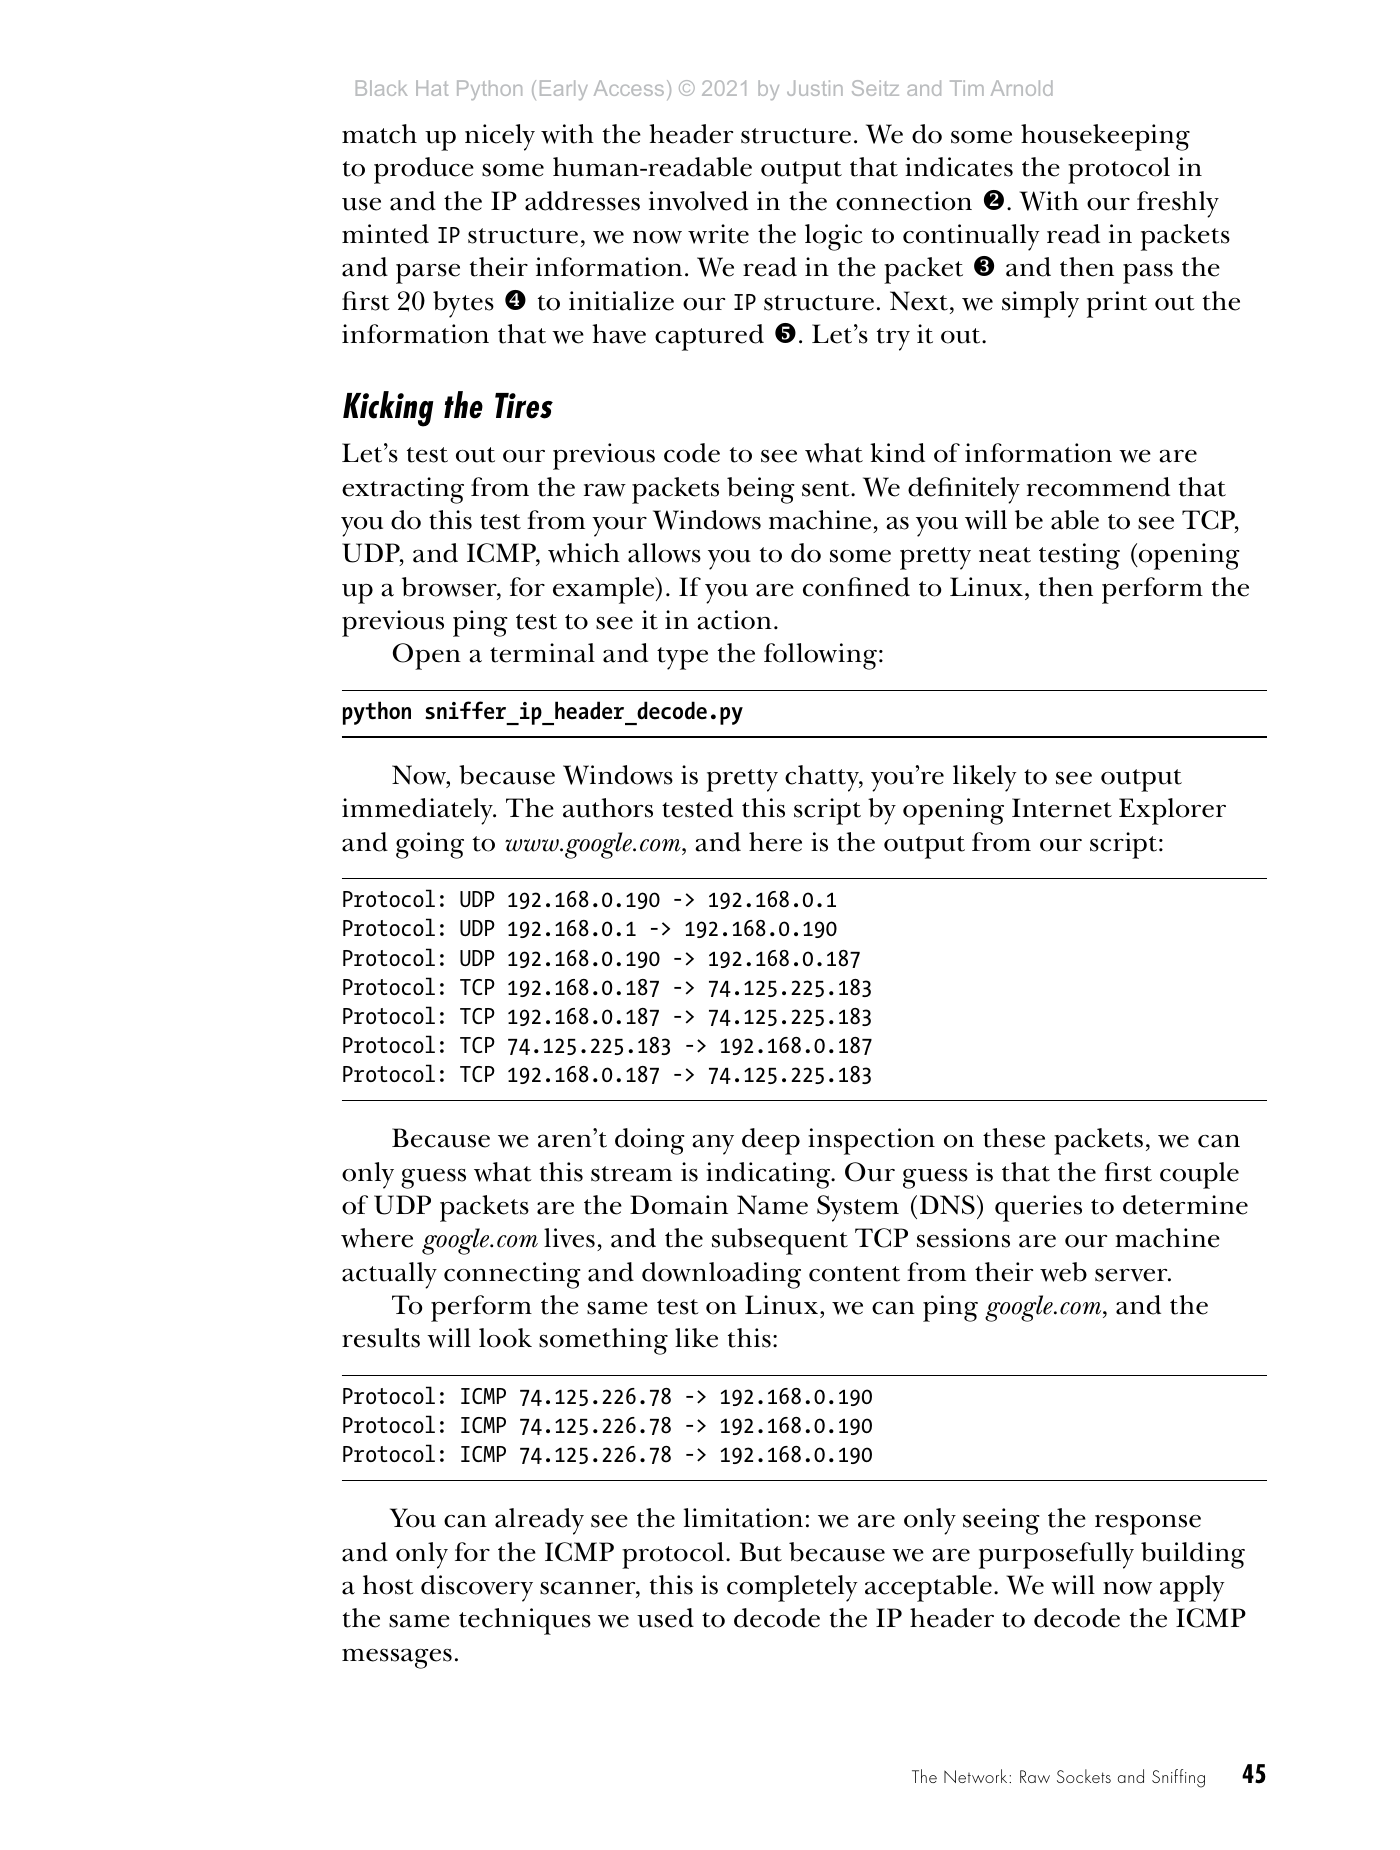 Black Hat Python (Early Access) © 2021 by Justin Seitz and Tim Arnold
match up nicely with the header structure. We do some housekeeping
to produce some human-readable output that indicates the protocol in
use and the IP addresses involved in the connection ❷. With our freshly
minted IP structure, we now write the logic to continually read in packets
and parse their information. We read in the packet ❸ and then pass the
first 20 bytes ❹ to initialize our IP structure. Next, we simply print out the
information that we have captured ❺. Let’s try it out.
Kicking the Tires
Let’s test out our previous code to see what kind of information we are
extracting from the raw packets being sent. We definitely recommend that
you do this test from your Windows machine, as you will be able to see TCP,
UDP, and ICMP, which allows you to do some pretty neat testing (opening
up a browser, for example). If you are confined to Linux, then perform the
previous ping test to see it in action.
Open a terminal and type the following:
python sniffer_ip_header_decode.py
Now, because Windows is pretty chatty, you’re likely to see output
immediately. The authors tested this script by opening Internet Explorer
and going to www.google.com, and here is the output from our script:
Protocol: UDP 192.168.0.190 -> 192.168.0.1
Protocol: UDP 192.168.0.1 -> 192.168.0.190
Protocol: UDP 192.168.0.190 -> 192.168.0.187
Protocol: TCP 192.168.0.187 -> 74.125.225.183
Protocol: TCP 192.168.0.187 -> 74.125.225.183
Protocol: TCP 74.125.225.183 -> 192.168.0.187
Protocol: TCP 192.168.0.187 -> 74.125.225.183
Because we aren’t doing any deep inspection on these packets, we can
only guess what this stream is indicating. Our guess is that the first couple
of UDP packets are the Domain Name System (DNS) queries to determine
where google.com lives, and the subsequent TCP sessions are our machine
actually connecting and downloading content from their web server.
To perform the same test on Linux, we can ping google.com, and the
results will look something like this:
Protocol: ICMP 74.125.226.78 -> 192.168.0.190
Protocol: ICMP 74.125.226.78 -> 192.168.0.190
Protocol: ICMP 74.125.226.78 -> 192.168.0.190
You can already see the limitation: we are only seeing the response
and only for the ICMP protocol. But because we are purposefully building
a host discovery scanner, this is completely acceptable. We will now apply
the same techniques we used to decode the IP header to decode the ICMP
messages.
The Network: Raw Sockets and Sniffing 45